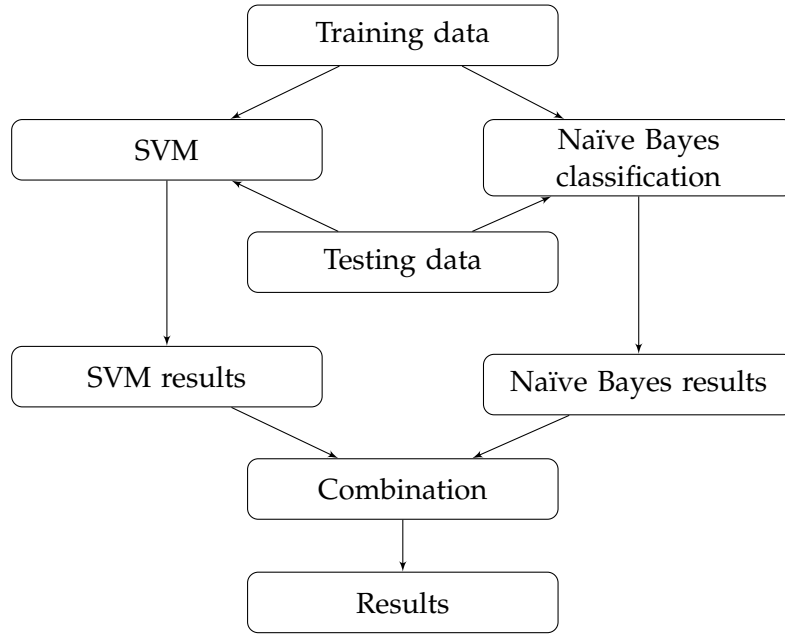 Training data
SVM
Naïve Bayes
classification
Testing data
SVM results
Naïve Bayes results
Combination
Results